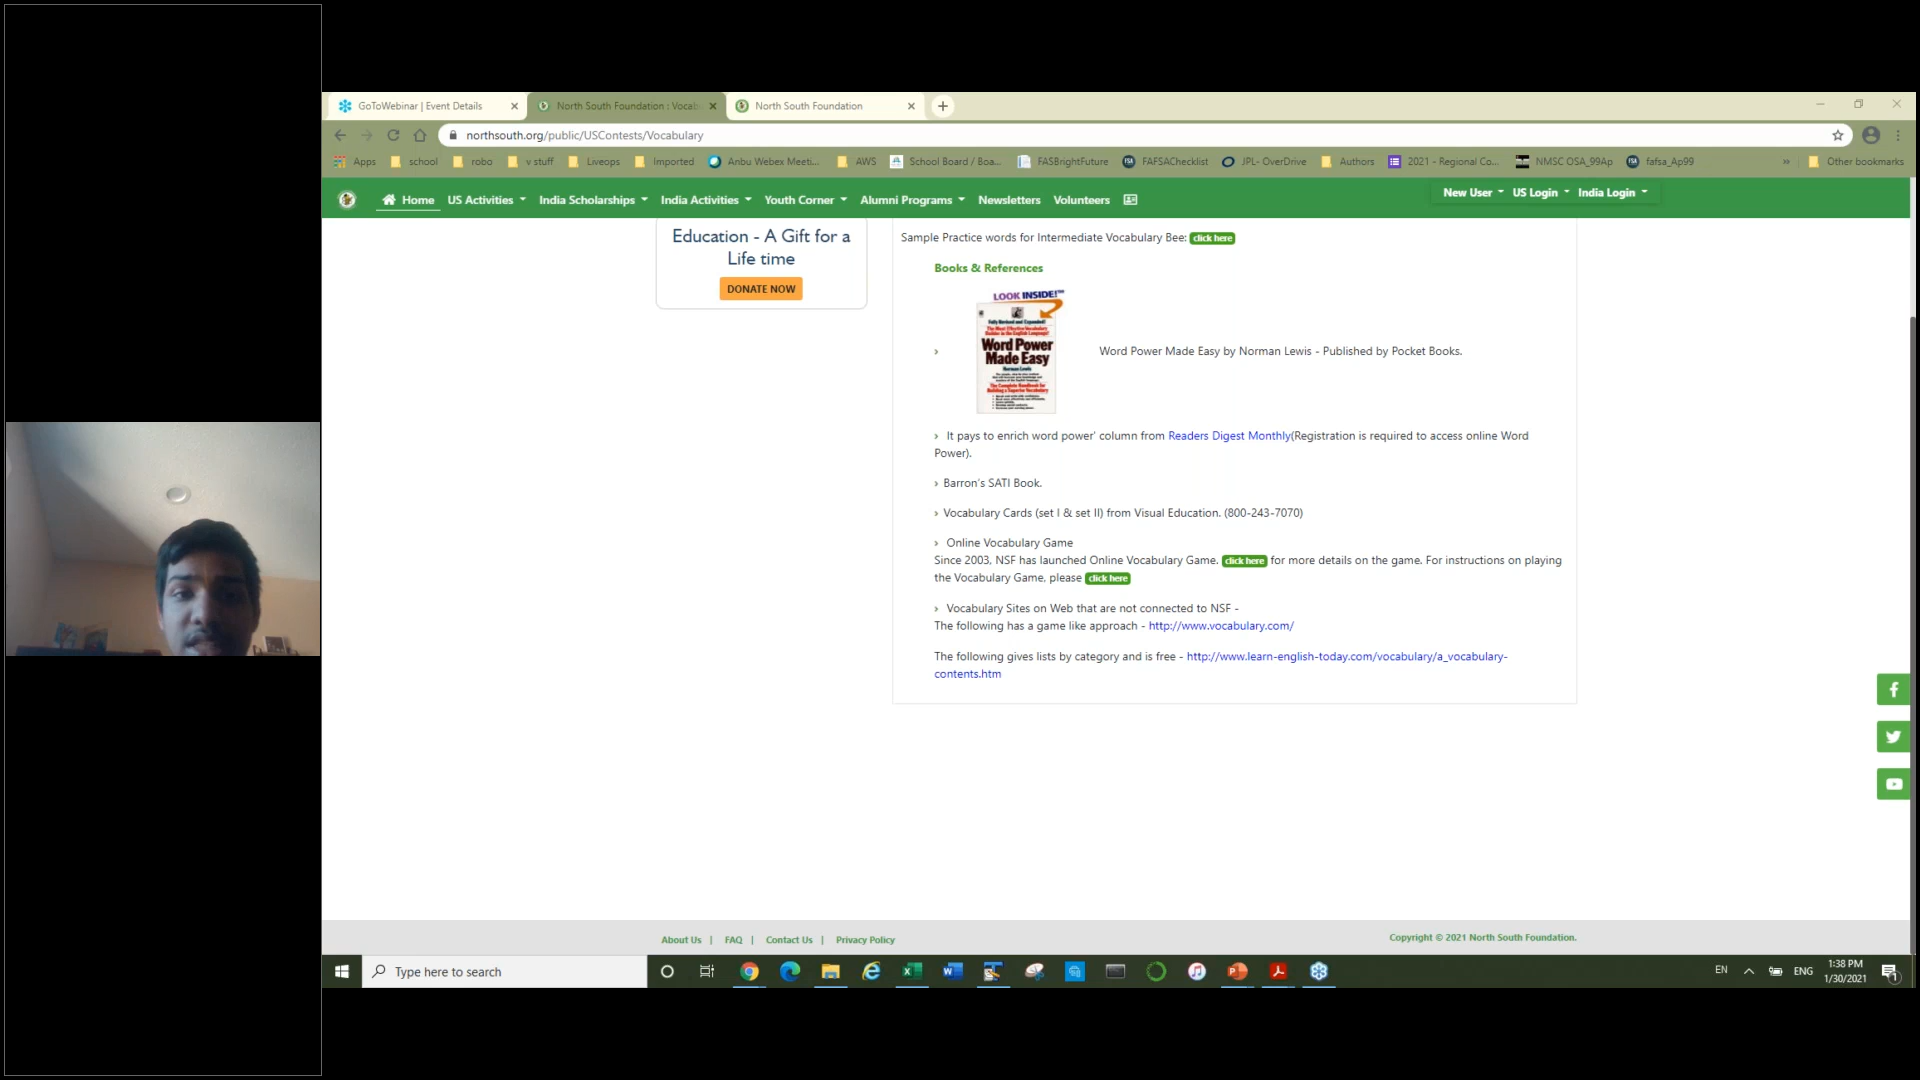 GoToWebinar | Event Details
North South Foundation : Vocab
North South Foundation
northsouth.org/public/USContests/Vocabulary
Apps school robo v stuff Liveops Imported Anbu Webex Meeti... AWS School Board / Boa... FASBrightFuture FAFSAChecklist JPL- OverDrive Authors 2021 - Regional Co... NMSC OSA_99Ap fafsa_Ap99 » Other bookmarks
Home US Activities India Scholarships India Activities Youth Corner Alumni Programs Newsletters Volunteers New User US Login India Login
Education - A Gift for a
Life time
DONATE NOW
Sample Practice words for Intermediate Vocabulary Bee: click here
Books & References
LOOK INSIDE!™
Fully Revised and Expanded!
Word Power
Made Easy
Norman Lewis
› Word Power Made Easy by Norman Lewis - Published by Pocket Books.
› It pays to enrich word power' column from Readers Digest Monthly(Registration is required to access online Word
Power).
› Barron's SATI Book.
› Vocabulary Cards (set I & set II) from Visual Education. (800-243-7070)
› Online Vocabulary Game
Since 2003, NSF has launched Online Vocabulary Game. click here for more details on the game. For instructions on playing
the Vocabulary Game, please click here
› Vocabulary Sites on Web that are not connected to NSF -
The following has a game like approach - http://www.vocabulary.com/
The following gives lists by category and is free - http://www.learn-english-today.com/vocabulary/a_vocabulary-
contents.htm
About Us | FAQ | Contact Us | Privacy Policy
Copyright © 2021 North South Foundation.
Type here to search
EN
ENG
1:38 PM
1/30/2021
1